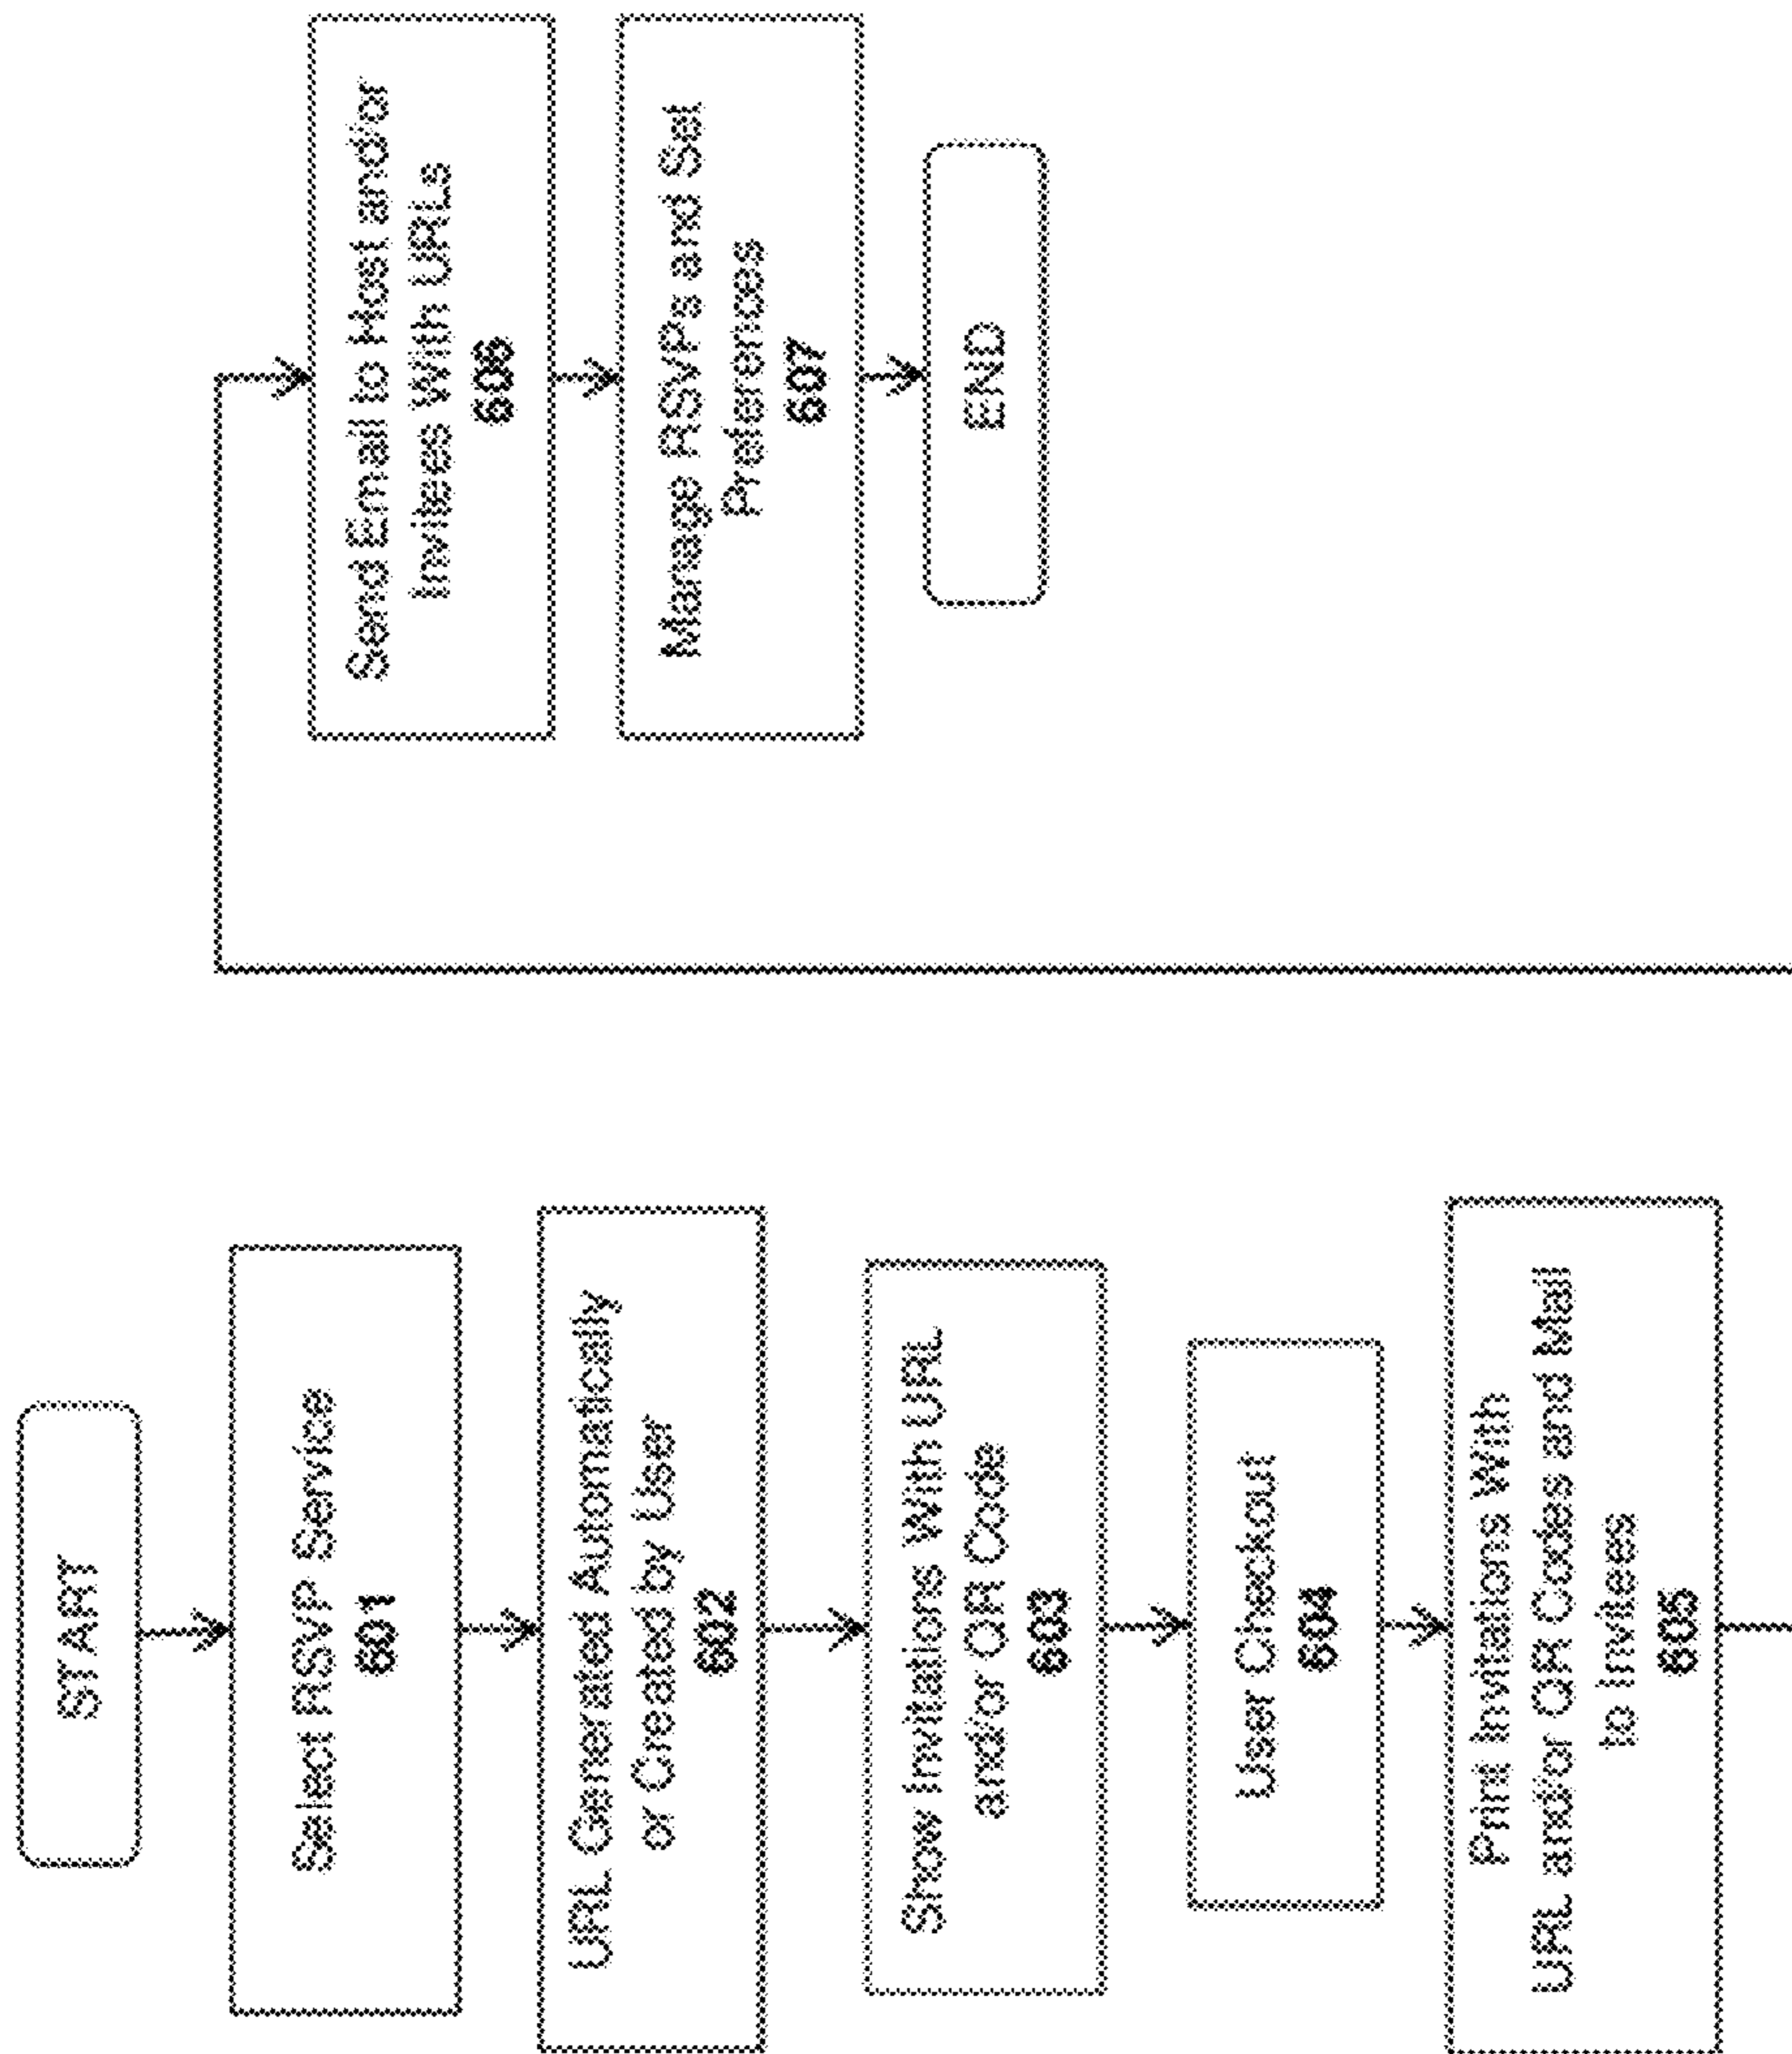 START
Select RSVP Service
601
URL Generated Automatically
or Created by User
602
Show Invitations With URL
and/or QR Code
603
User Checkout
604
Print Invitations With
URL and/or QR Codes and Mail
to Invitees
605
Send Email to Host and/or
Invitees With URLs
606
Manage RSVPs and Set
Preferences
607
END